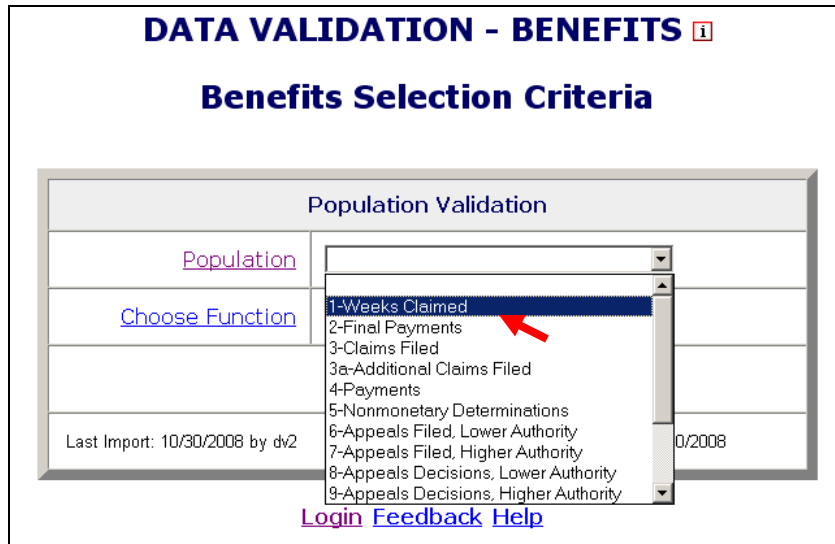 DATA VALIDATION - BENEFITS i
Benefits Selection Criteria
Population Validation
Population
1-Weeks Claimed
Choose Function
2-Final Payments
3-Claims Filed
3a-Additional Claims Filed
4-Payments
5-Nonmonetary Determinations
6-Appeals Filed, Lower Authority
Last Import: 10/30/2008 by dv2
0/2008
7-Appeals Filed, Higher Authority
8-Appeals Decisions, Lower Authority
9-Appeals Decisions, Higher Authority
Login Feedback Help